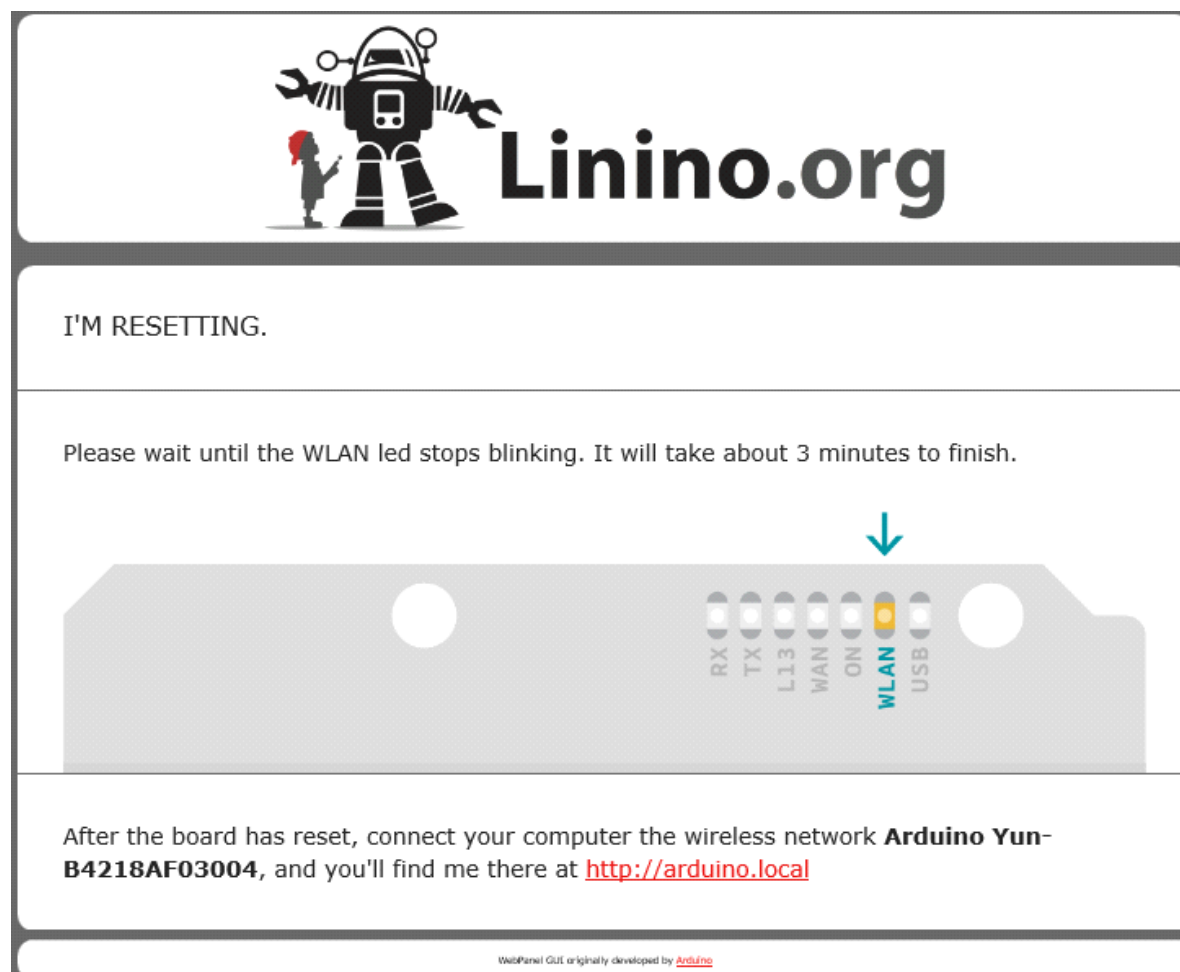 Linino.org
I'M RESETTING.
Please wait until the WLAN led stops blinking. It will take about 3 minutes to finish.
RX
TX
L13
WAN
ON
WLAN
USB
After the board has reset, connect your computer the wireless network Arduino Yun-
B4218AF03004, and you'll find me there at http://arduino.local
WebPanel GUI originally developed by Arduino